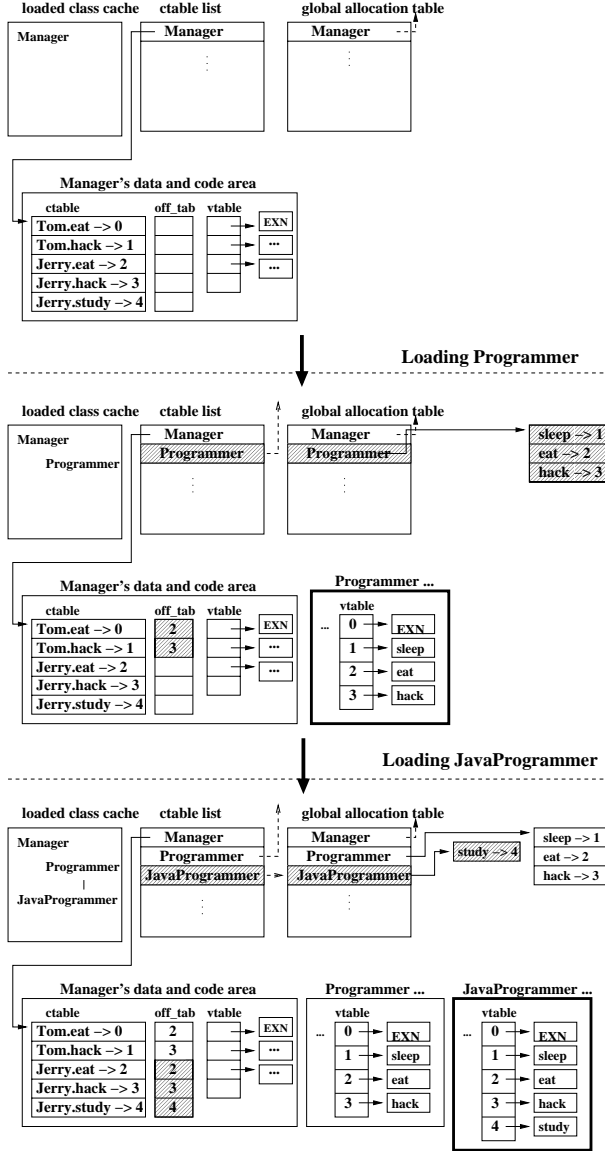 loaded class cache ctable list global allocation table
Manager Manager Manager
Manager's data and code area
ctable off_tab vtable
Tom.eat –> 0 EXN
Tom.hack –> 1 ...
Jerry.eat –> 2 ...
Jerry.hack –> 3
Jerry.study –> 4
Loading Programmer
loaded class cache ctable list global allocation table
Manager Manager Manager sleep –> 1
Programmer Programmer Programmer eat –> 2
hack –> 3
Manager's data and code area Programmer ...
ctable off_tab vtable ... vtable
Tom.eat –> 0 2 EXN 0 EXN
Tom.hack –> 1 3 ... 1 sleep
Jerry.eat –> 2 ... 2 eat
Jerry.hack –> 3 3 hack
Jerry.study –> 4
Loading JavaProgrammer
loaded class cache ctable list global allocation table
Manager Manager Manager sleep –> 1
Programmer Programmer Programmer study –> 4 eat –> 2
JavaProgrammer JavaProgrammer JavaProgrammer hack –> 3
Manager's data and code area Programmer ... JavaProgrammer ...
ctable off_tab vtable vtable vtable
Tom.eat –> 0 2 EXN ... 0 EXN ... 0 EXN
Tom.hack –> 1 3 ... 1 sleep 1 sleep
Jerry.eat –> 2 2 ... 2 eat 2 eat
Jerry.hack –> 3 3 3 hack 3 hack
Jerry.study –> 4 4 4 study